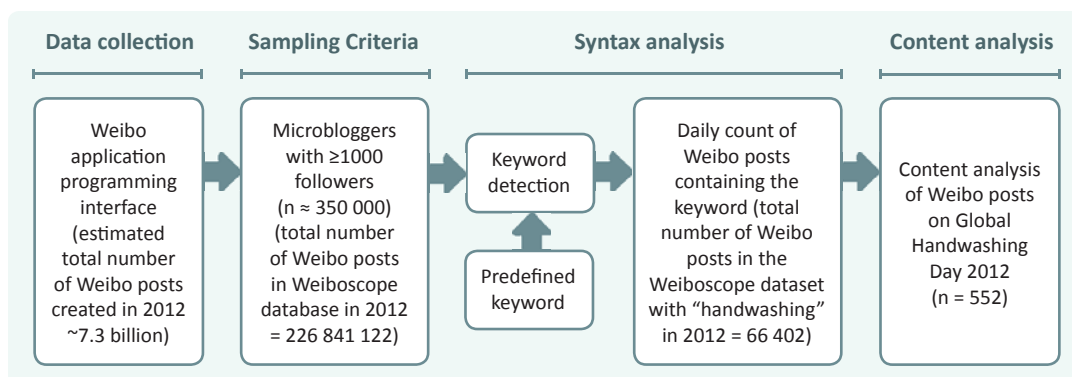 Data collection
Sampling Criteria
Syntax analysis
Content analysis
Weibo
application
programming
interface
(estimated
total number
of Weibo posts
created in 2012
~7.3 billion)
Microbloggers
with ≥1000
followers
(n ≈ 350 000)
(total number
of Weibo posts
in Weiboscope
database in 2012
= 226 841 122)
Keyword
detection
Predefined
keyword
Daily count of
Weibo posts
containing the
keyword (total
number of Weibo
posts in the
Weiboscope dataset
with “handwashing”
in 2012 = 66 402)
Content analysis
of Weibo posts
on Global
Handwashing
Day 2012
(n = 552)